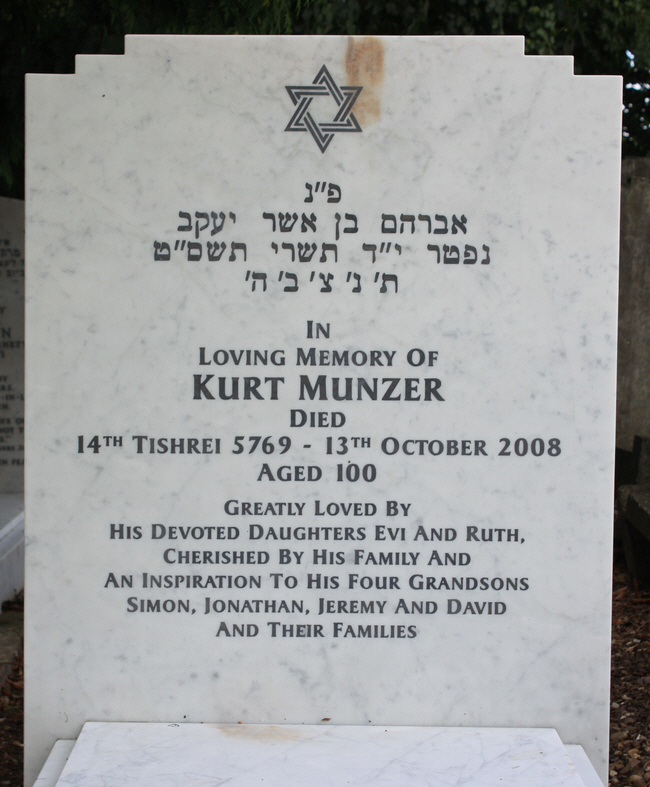 פ"נ
אברהם בן אשר יעקב
נפטר י"ד תשרי תשס"ט
ת' נ' צ' ב' ה'
IN
LOVING MEMORY OF
KURT MUNZER
DIED
14TH TISHREI 5769 - 13TH OCTOBER 2008
AGED 100
GREATLY LOVED BY
HIS DEVOTED DAUGHTERS EVI AND RUTH,
CHERISHED BY HIS FAMILY AND
AN INSPIRATION TO HIS FOUR GRANDSONS
SIMON, JONATHAN, JEREMY AND DAVID
AND THEIR FAMILIES